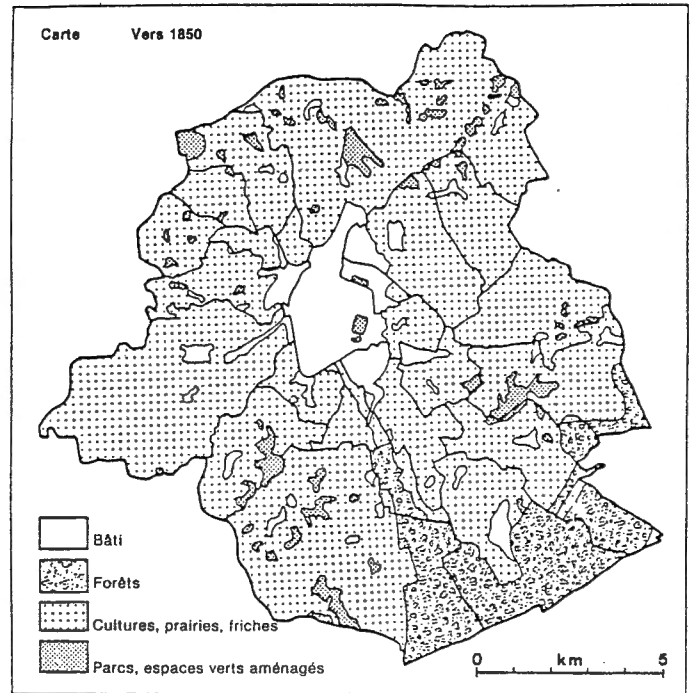 Carte Vers 1850
Bâti
Forêts
Cultures, prairies, friches
Parcs, espaces verts aménagés
0 km 5